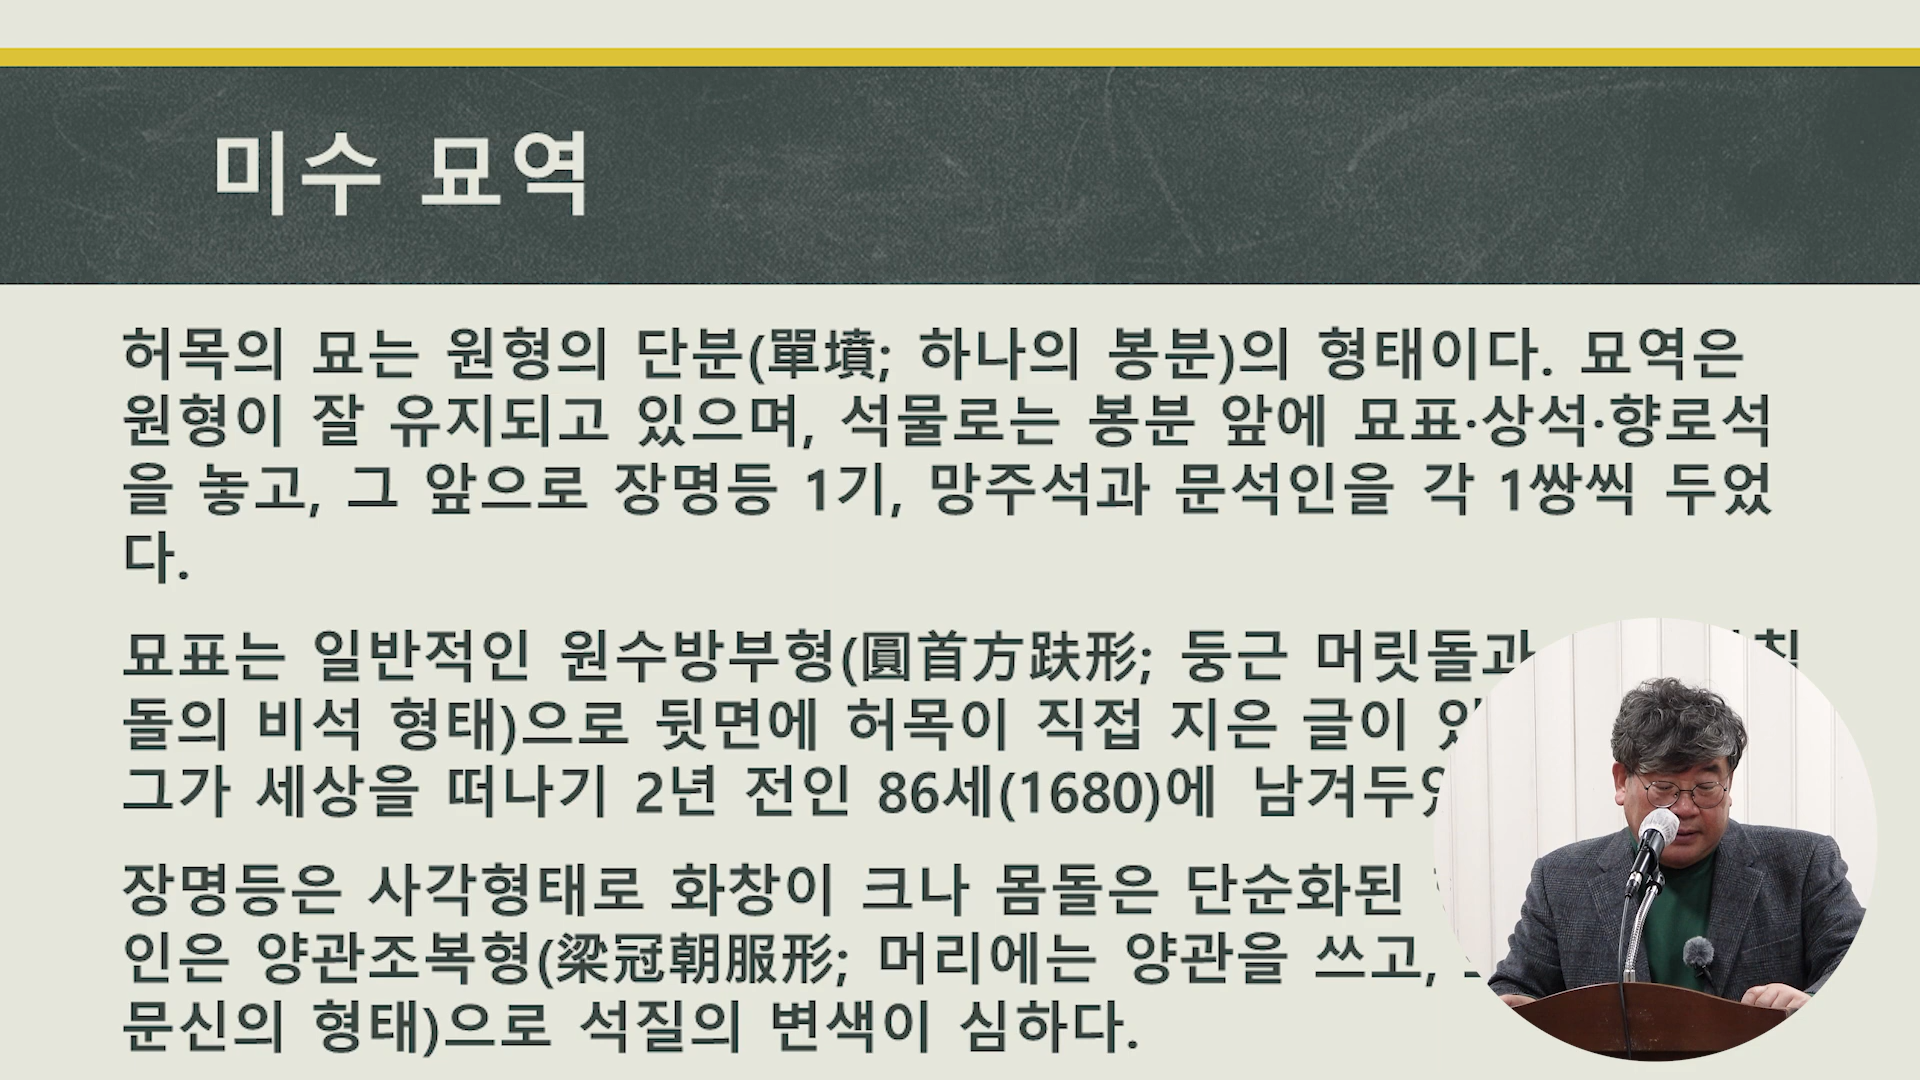 미수 묘역
허목의 묘는 원형의 단분(單墳; 하나의 봉분)의 형태이다. 묘역은
원형이 잘 유지되고 있으며, 석물로는 봉분 앞에 묘표·상석·향로석
을 놓고, 그 앞으로 장명등 1기, 망주석과 문석인을 각 1쌍씩 두었
다.
묘표는 일반적인 원수방부형(圓首方趺形; 둥근 머릿돌과
돌의 비석 형태)으로 뒷면에 허목이 직접 지은 글이
그가 세상을 떠나기 2년 전인 86세(1680)에
장명등은 사각형태로 화창이 크나 몸돌은 단순화된
인은 양관조복형(梁冠朝服形; 머리에는 양관을 쓰고,
문신의 형태)으로 석질의 변색이 심하다.